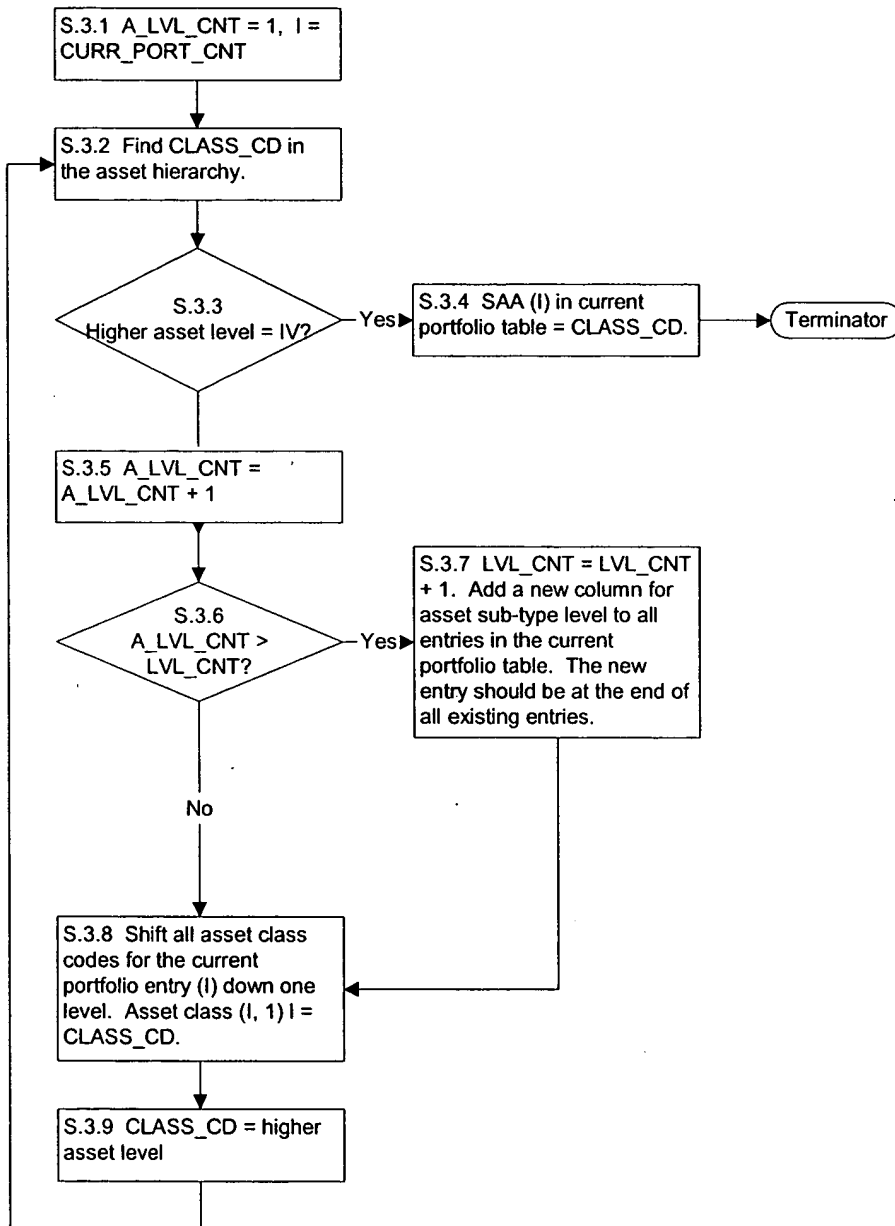 S.3.1 A_LVL_CNT = 1, I =
CURR_PORT_CNT
S.3.2 Find CLASS_CD in
the asset hierarchy.
S.3.3
Higher asset level = IV?
Yes
S.3.4 SAA (I) in current
portfolio table = CLASS_CD.
Terminator
S.3.5 A_LVL_CNT =
A_LVL_CNT + 1
S.3.6
A_LVL_CNT >
LVL_CNT?
Yes
S.3.7 LVL_CNT = LVL_CNT
+ 1. Add a new column for
asset sub-type level to all
entries in the current
portfolio table. The new
entry should be at the end of
all existing entries.
No
S.3.8 Shift all asset class
codes for the current
portfolio entry (I) down one
level. Asset class (I, 1) I =
CLASS_CD.
S.3.9 CLASS_CD = higher
asset level